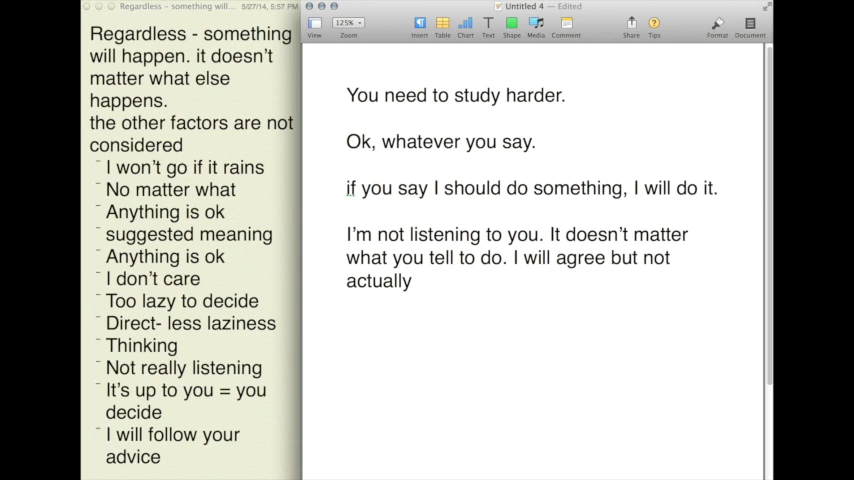 Regardless - something will...
5/27/14, 5:57 PM
Regardless - something
will happen. it doesn't
matter what else
happens.
the other factors are not
considered
- I won't go if it rains
- No matter what
- Anything is ok
- suggested meaning
- Anything is ok
- I don't care
- Too lazy to decide
- Direct- less laziness
- Thinking
- Not really listening
- It's up to you = you
decide
- I will follow your
advice
Untitled 4 — Edited
125%
View
Zoom
Insert
Table
Chart
Text
Shape
Media
Comment
Share
Tips
Format
Document
You need to study harder.
Ok, whatever you say.
if you say I should do something, I will do it.
I'm not listening to you. It doesn't matter
what you tell to do. I will agree but not
actually